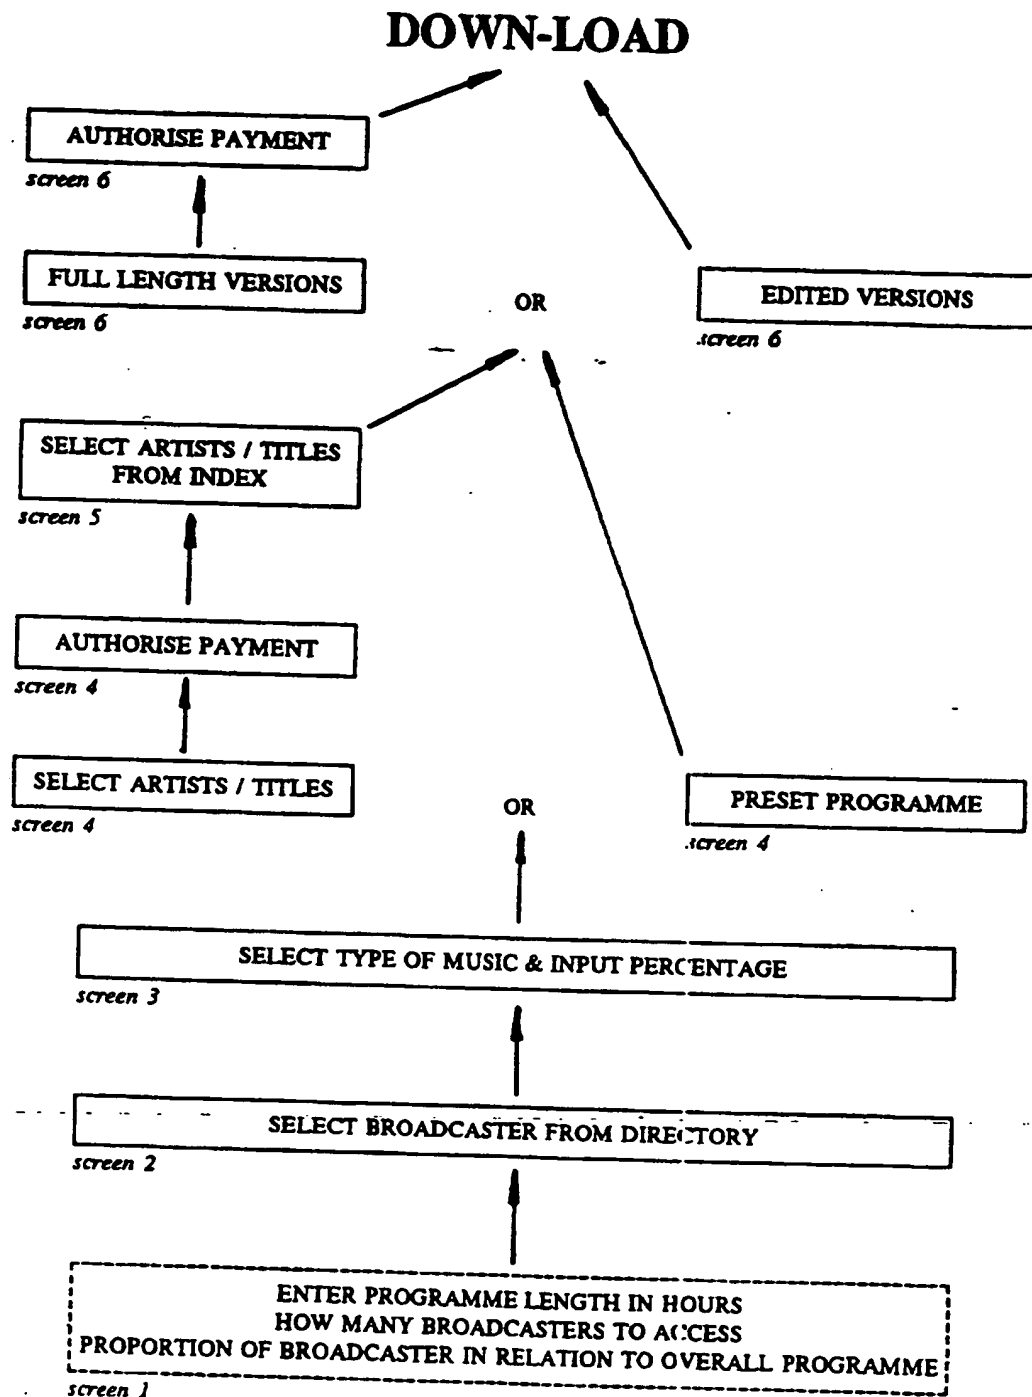 DOWN-LOAD
AUTHORISE PAYMENT
screen 6
FULL LENGTH VERSIONS
screen 6
OR
EDITED VERSIONS
screen 6
SELECT ARTISTS / TITLES
FROM INDEX
screen 5
AUTHORISE PAYMENT
screen 4
SELECT ARTISTS / TITLES
screen 4
OR
PRESET PROGRAMME
screen 4
SELECT TYPE OF MUSIC & INPUT PERCENTAGE
screen 3
SELECT BROADCASTER FROM DIRECTORY
screen 2
ENTER PROGRAMME LENGTH IN HOURS
HOW MANY BROADCASTERS TO ACCESS
PROPORTION OF BROADCASTER IN RELATION TO OVERALL PROGRAMME
screen 1